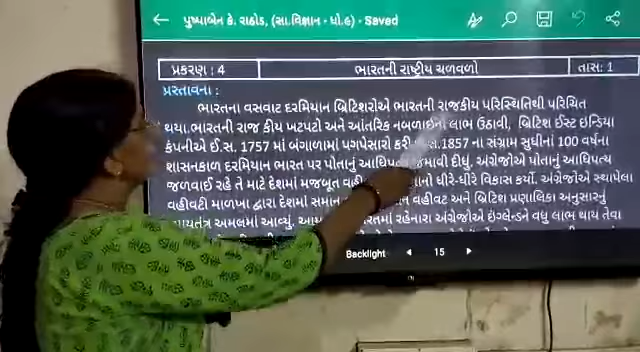 પુષ્પાબેન કે. રાઠોડ, (સા.વિજ્ઞાન - ધો.૯) - Saved
પ્રકરણ : 4 ભારતની રાષ્ટ્રીય ચળવળો તાસ: 1
પ્રસ્તાવના :
ભારતના વસવાટ દરમિયાન બ્રિટિશરોએ ભારતની રાજકીય પરિસ્થિતિથી પરિચિત
થયા.ભારતની રાજ કીય ખટપટો અને આંતરિક નબળાઈનો લાભ ઉઠાવી, બ્રિટિશ ઈસ્ટ ઇન્ડિયા
કંપનીએ ઈ.સ. 1757 માં બંગાળામાં પગપેસારો કરી 1857 ના સંગ્રામ સુધીનાં 100 વર્ષના
શાસનકાળ દરમિયાન ભારત પર પોતાનું જમાવી દીધું. અંગ્રેજોએ પોતાનું આધિપત્ય
જળવાઈ રહે તે માટે દેશમાં મજબૂત ધીરે-ધીરે વિકાસ કર્યો. અંગ્રેજોએ સ્થાપેલા
વહીવટી માળખા દ્વારા દેશમાં સમાન વહીવટ અને બ્રિટિશ પ્રણાલિકા અનુસારનું
ન્યાયતંત્ર અમલમાં આવ્યું. રહેનારા અંગ્રેજોએ ઇંગ્લેન્ડને વધુ લાભ થાય તેવા
Backlight 15